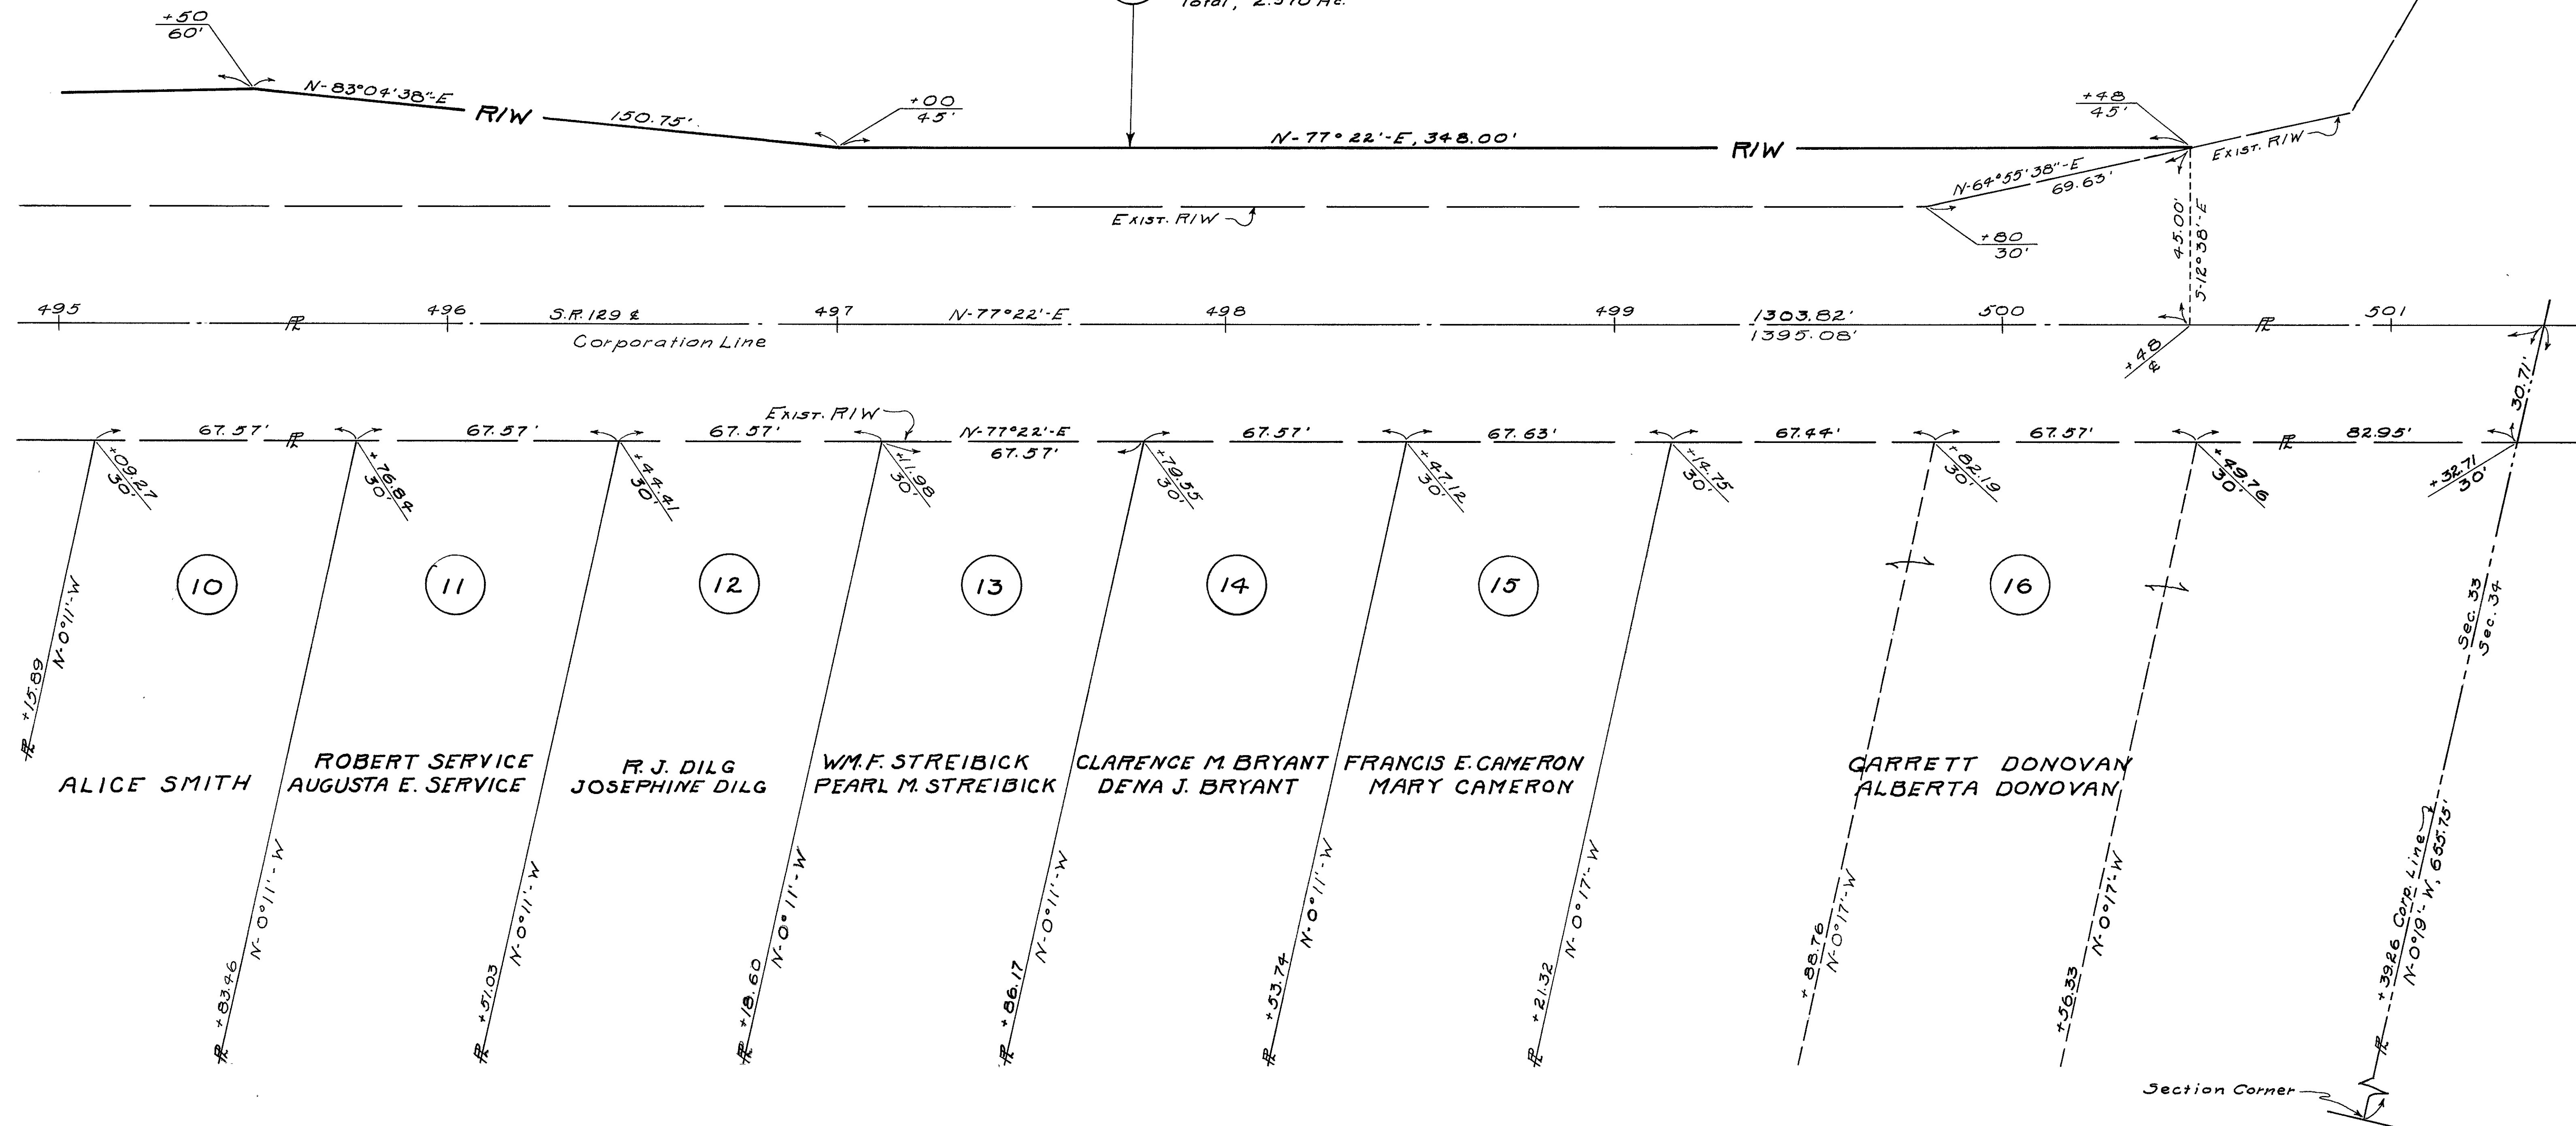 Total, 2.570 Ac.
+50
60'
N-83°04'38"-E
R/W
150.75'
+00
45'
N-77°22'-E, 348.00'
R/W
+48
45'
EXIST. R/W
N-64°55'38"-E
69.63'
EXIST. R/W
+80
30'
45.00'
S-12°38'-E
495
496
S.R. 129 ℄
497
N-77°22'-E
498
499
1303.82'
1395.08'
500
501
Corporation Line
+48
℄
30.71'
67.57'
67.57'
67.57'
EXIST. R/W
N-77°22'-E
67.57'
67.57'
67.63'
67.44'
67.57'
82.95'
+09.27
30'
+76.84
30'
+44.41
30'
+11.98
30'
+79.55
30'
+47.12
30'
+14.75
30'
+82.19
30'
+49.76
30'
+32.71
30'
10
11
12
13
14
15
16
Sec. 33
Sec. 34
N-0°11'-W
+15.89
ALICE SMITH
ROBERT SERVICE
AUGUSTA E. SERVICE
R. J. DILG
JOSEPHINE DILG
WM. F. STREIBICK
PEARL M. STREIBICK
CLARENCE M. BRYANT
DENA J. BRYANT
FRANCIS E. CAMERON
MARY CAMERON
GARRETT DONOVAN
ALBERTA DONOVAN
N-0°11'-W
+83.46
N-0°11'-W
+51.03
N-0°11'-W
+18.60
N-0°11'-W
+86.17
N-0°11'-W
+53.74
N-0°17'-W
+21.32
N-0°17'-W
+88.76
N-0°17'-W
+56.33
+39.26 Corp. Line
N-0°19'-W, 655.75'
Section Corner